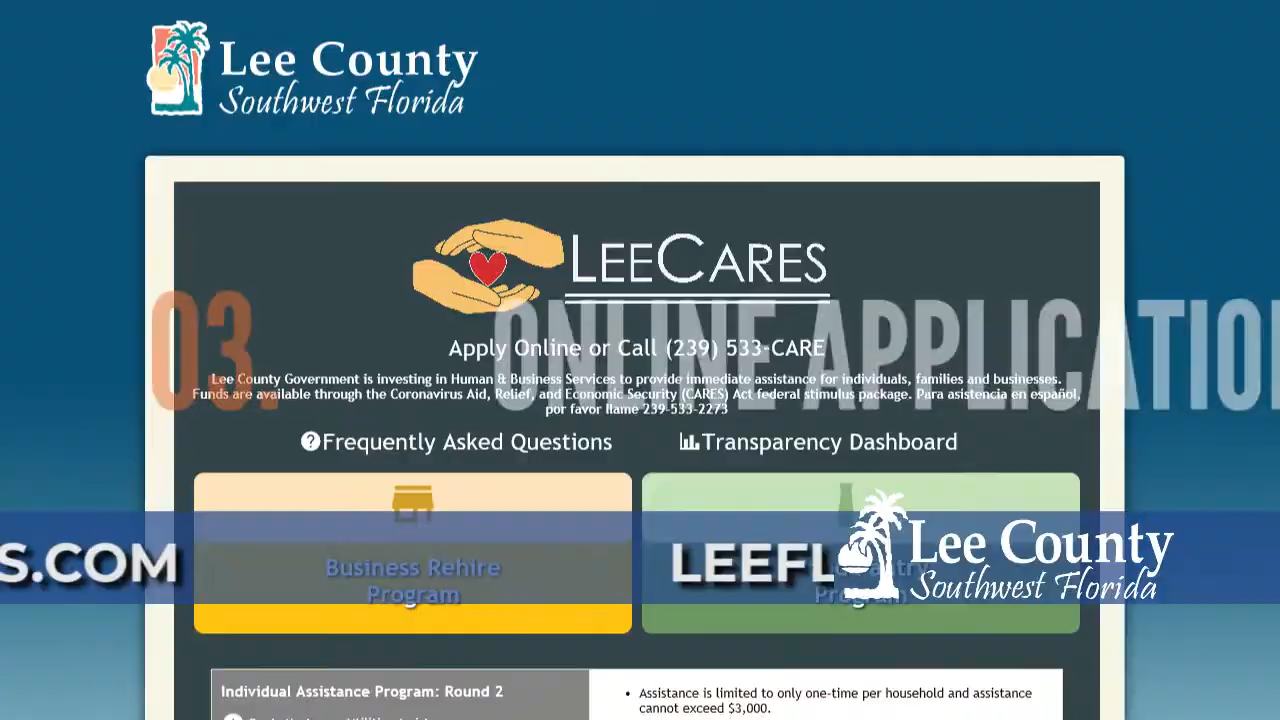 Lee County
Southwest Florida
LEECARES
03. ONLINE APPLICATIO
Apply Online or Call (239) 533-CARE
Lee County Government is investing in Human & Business Services to provide immediate assistance for individuals, families and businesses.
Funds are available through the Coronavirus Aid, Relief, and Economic Security (CARES) Act federal stimulus package. Para asistencia en español,
por favor llame 239-533-2273
Frequently Asked Questions
Transparency Dashboard
S.COM
LEEFL
Lee County
Southwest Florida
Business Rehire
Program
Program
Individual Assistance Program: Round 2
• Assistance is limited to only one-time per household and assistance
cannot exceed $3,000.